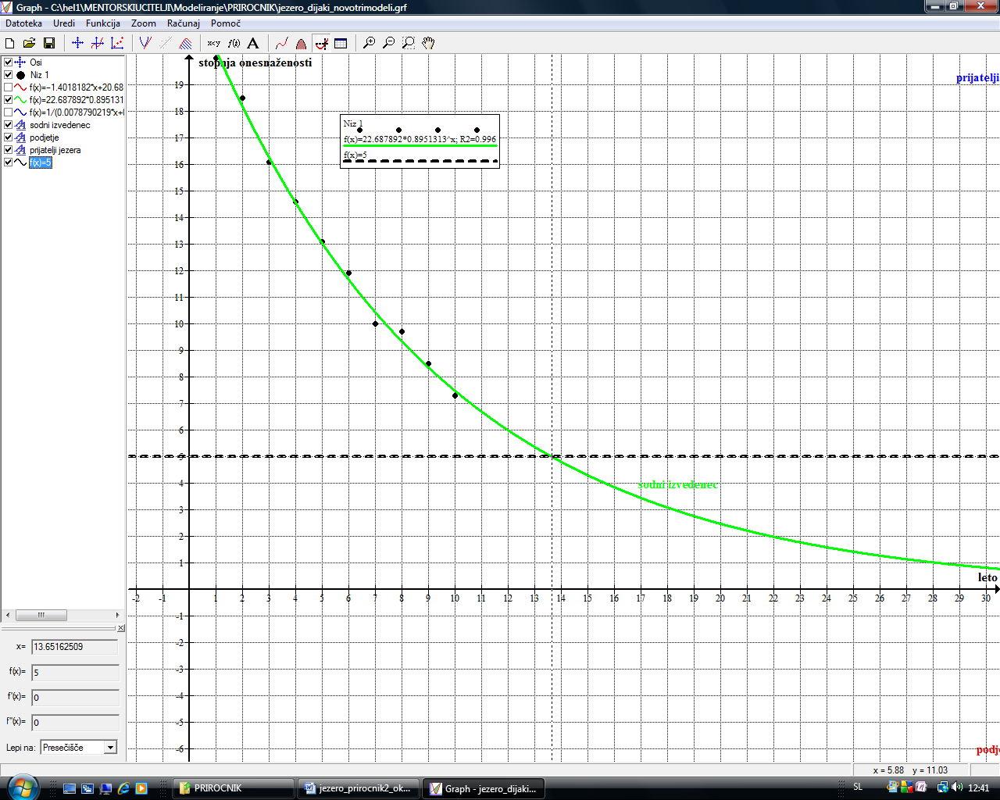 Graph - C:\hel1\MENTORSKIUCITELJI\Modeliranje\PRIROCNIK\jezero_dijaki_novotrimodeli.grf
Datoteka Uredi Funkcija Zoom Računaj Pomoč
Osi
Niz 1
f(x)=-1.4018182*x+20.68
f(x)=22.687892*0.895131
f(x)=1/(0.0078790219*x+
sodni izvedenec
podjetje
prijatelji jezera
f(x)=5
x= 13.65162509
f(x)= 5
f'(x)= 0
f''(x)= 0
Lepi na: Presečišče
stopnja onesnaženosti
prijatelji
Niz 1
f(x)=22.687892*0.8951313^x; R2=0.996
f(x)=5
19
18
17
16
15
14
13
12
11
10
9
8
7
6
5
4
3
2
1
sodni izvedenec
leto
-2 -1 1 2 3 4 5 6 7 8 9 10 11 12 13 14 15 16 17 18 19 20 21 22 23 24 25 26 27 28 29 30
-1
-2
-3
-4
-5
-6
podj
x = 5.88 y = 11.03
PRIROCNIK
jezero_prirocnik2_ok...
Graph - jezero_dijaki...
SL
12:41